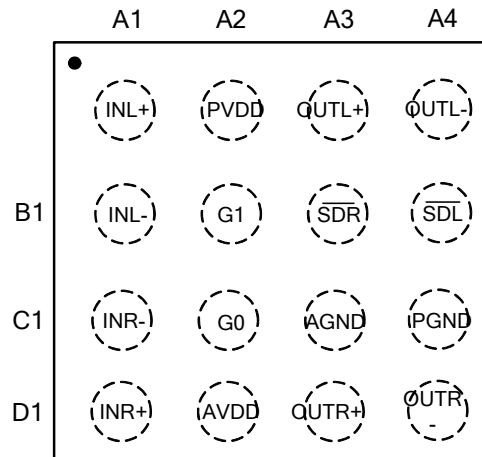 A1 A2 A3 A4
INL+ PVDD OUTL+ OUTL-
B1 INL- G1 SDR SDL
C1 INR- G0 AGND PGND
D1 INR+ AVDD OUTR+ OUTR
-